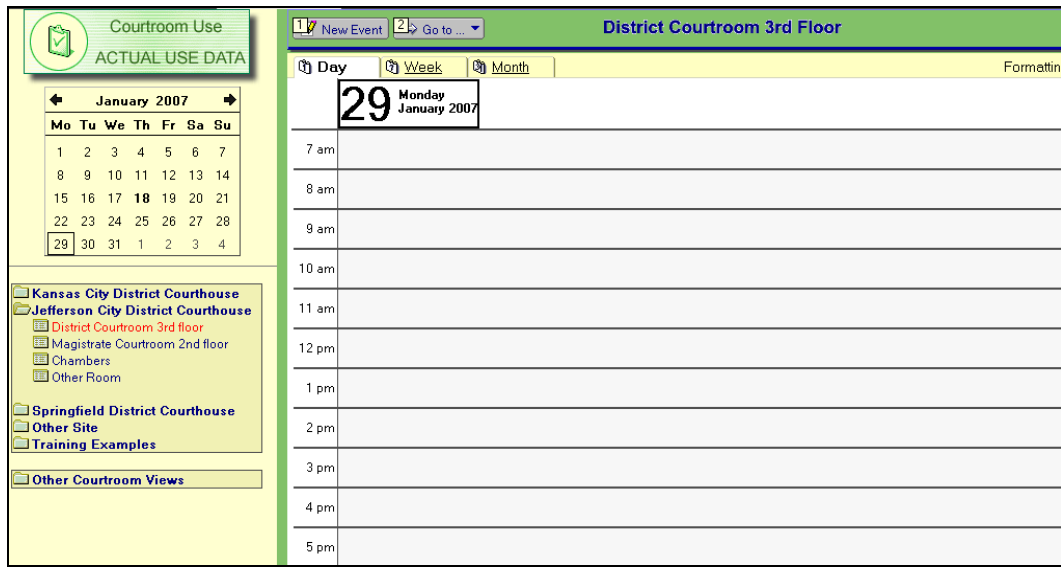 Courtroom Use
ACTUAL USE DATA
January 2007
Mo Tu We Th Fr Sa Su
1 2 3 4 5 6 7
8 9 10 11 12 13 14
15 16 17 18 19 20 21
22 23 24 25 26 27 28
29 30 31 1 2 3 4
Kansas City District Courthouse
Jefferson City District Courthouse
District Courtroom 3rd floor
Magistrate Courtroom 2nd floor
Chambers
Other Room
Springfield District Courthouse
Other Site
Training Examples
Other Courtroom Views
1 New Event 2 Go to ... District Courtroom 3rd Floor
Day Week Month Formattin
29 Monday
January 2007
7 am
8 am
9 am
10 am
11 am
12 pm
1 pm
2 pm
3 pm
4 pm
5 pm